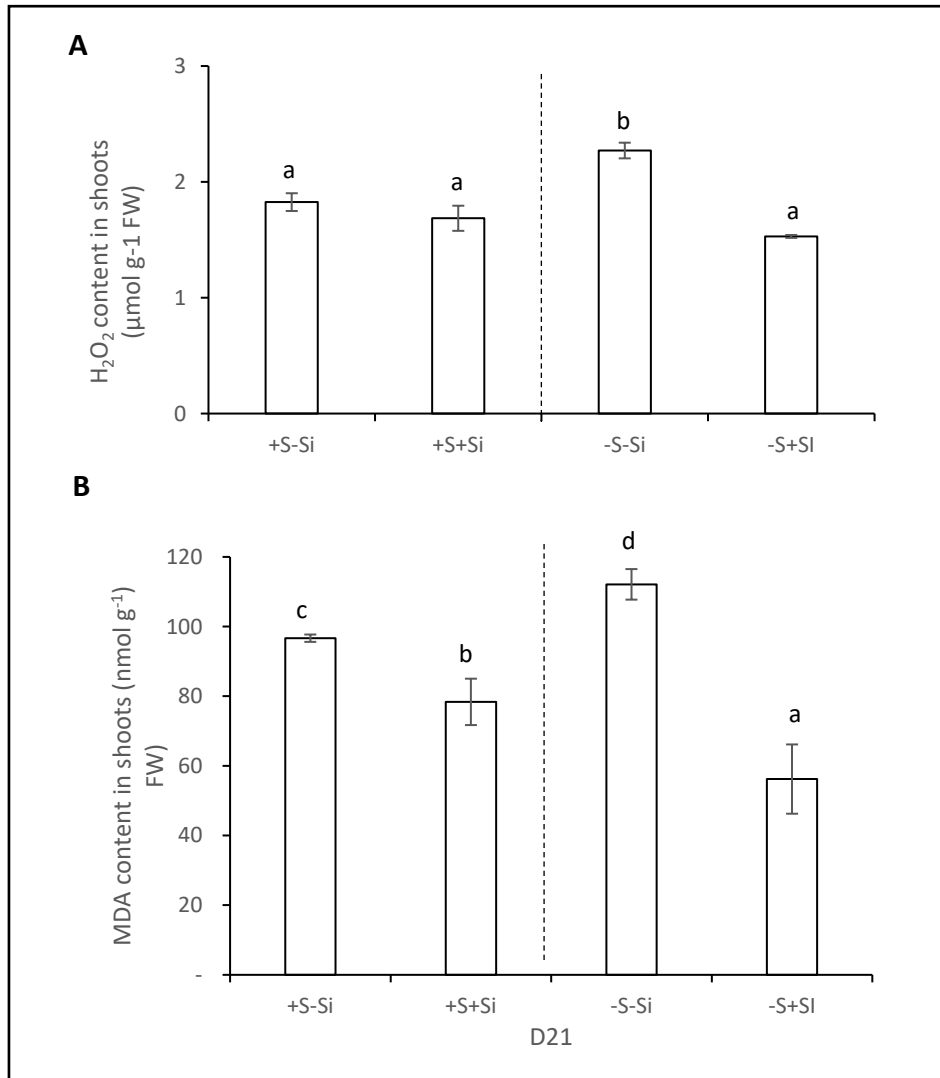 A
H₂O₂ content in shoots
(µmol g-1 FW)
3
2
1
0
a
a
b
a
+S-Si
+S+Si
-S-Si
-S+SI
B
MDA content in shoots (nmol g⁻¹
FW)
120
100
80
60
40
20
-
c
b
d
a
+S-Si
+S+Si
-S-Si
-S+SI
D21